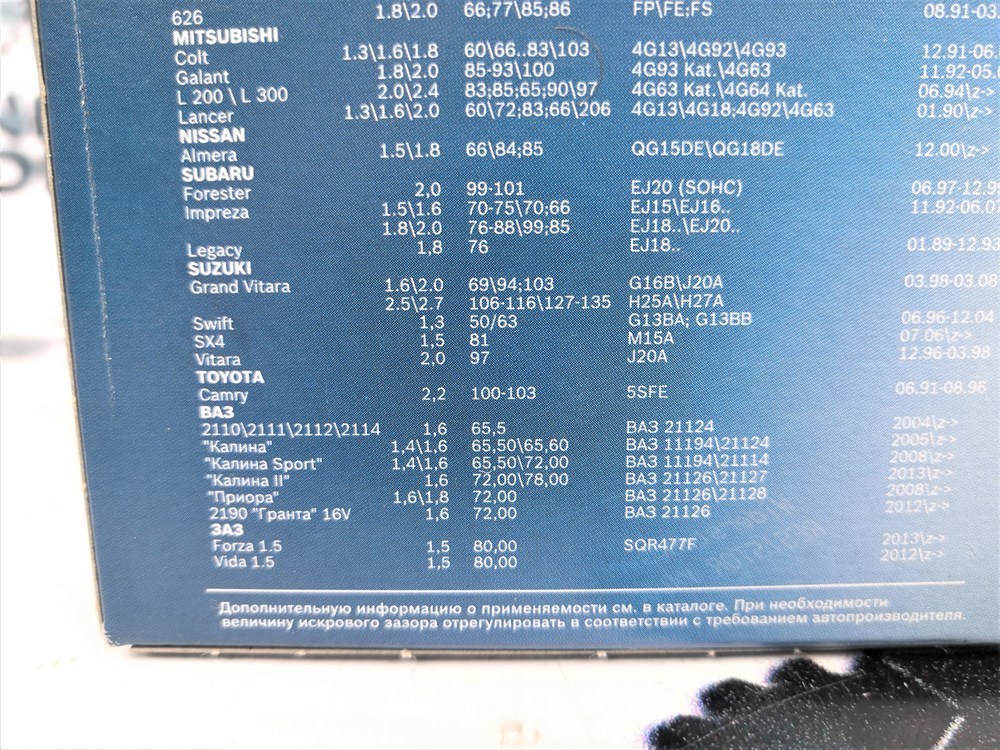 626 1.8\2.0 66;77\85;86 FP\FE;FS 08.91-03.
MITSUBISHI
Colt 1.3\1.6\1.8 60\66..83\103 4G13\4G92\4G93 12.91-06.
Galant 1.8\2.0 85-93\100 4G93 Kat.\4G63 11.92-05.
L 200 \ L 300 2.0\2.4 83;85;65;90\97 4G63 Kat.\4G64 Kat. 06.94\z->
Lancer 1.3\1.6\2.0 60\72;83;66\206 4G13\4G18;4G92\4G63 01.90\z->
NISSAN
Almera 1.5\1.8 66\84;85 QG15DE\QG18DE 12.00\z->
SUBARU
Forester 2,0 99-101 EJ20 (SOHC) 06.97-12.99
Impreza 1.5\1.6 70-75\70;66 EJ15\EJ16.. 11.92-06.07
1.8\2.0 76-88\99;85 EJ18..\EJ20..
Legacy 1,8 76 EJ18.. 01.89-12.93
SUZUKI
Grand Vitara 1.6\2.0 69\94;103 G16B\J20A 03.98-03.08
2.5\2.7 106-116\127-135 H25A\H27A
Swift 1,3 50/63 G13BA; G13BB 06.96-12.04
SX4 1,5 81 M15A 07.06\z->
Vitara 2,0 97 J20A 12.96-03.98
TOYOTA
Camry 2,2 100-103 5SFE 06.91-08.96
ВАЗ
2110\2111\2112\2114 1,6 65,5 ВАЗ 21124 2004\z->
"Калина" 1,4\1,6 65,50\65,60 ВАЗ 11194\21124 2005\z->
"Калина Sport" 1,4\1,6 65,50\72,00 ВАЗ 11194\21114 2008\z->
"Калина II" 1,6 72,00\78,00 ВАЗ 21126\21127 2013\z->
"Приора" 1,6\1,8 72,00 ВАЗ 21126\21128 2008\z->
2190 "Гранта" 16V 1,6 72,00 ВАЗ 21126 2012\z->
ЗАЗ
Forza 1.5 1,5 80,00 SQR477F 2013\z->
Vida 1.5 1,5 80,00 2012\z->
Дополнительную информацию о применяемости см. в каталоге. При необходимости
величину искрового зазора отрегулировать в соответствии с требованием автопроизводителя.